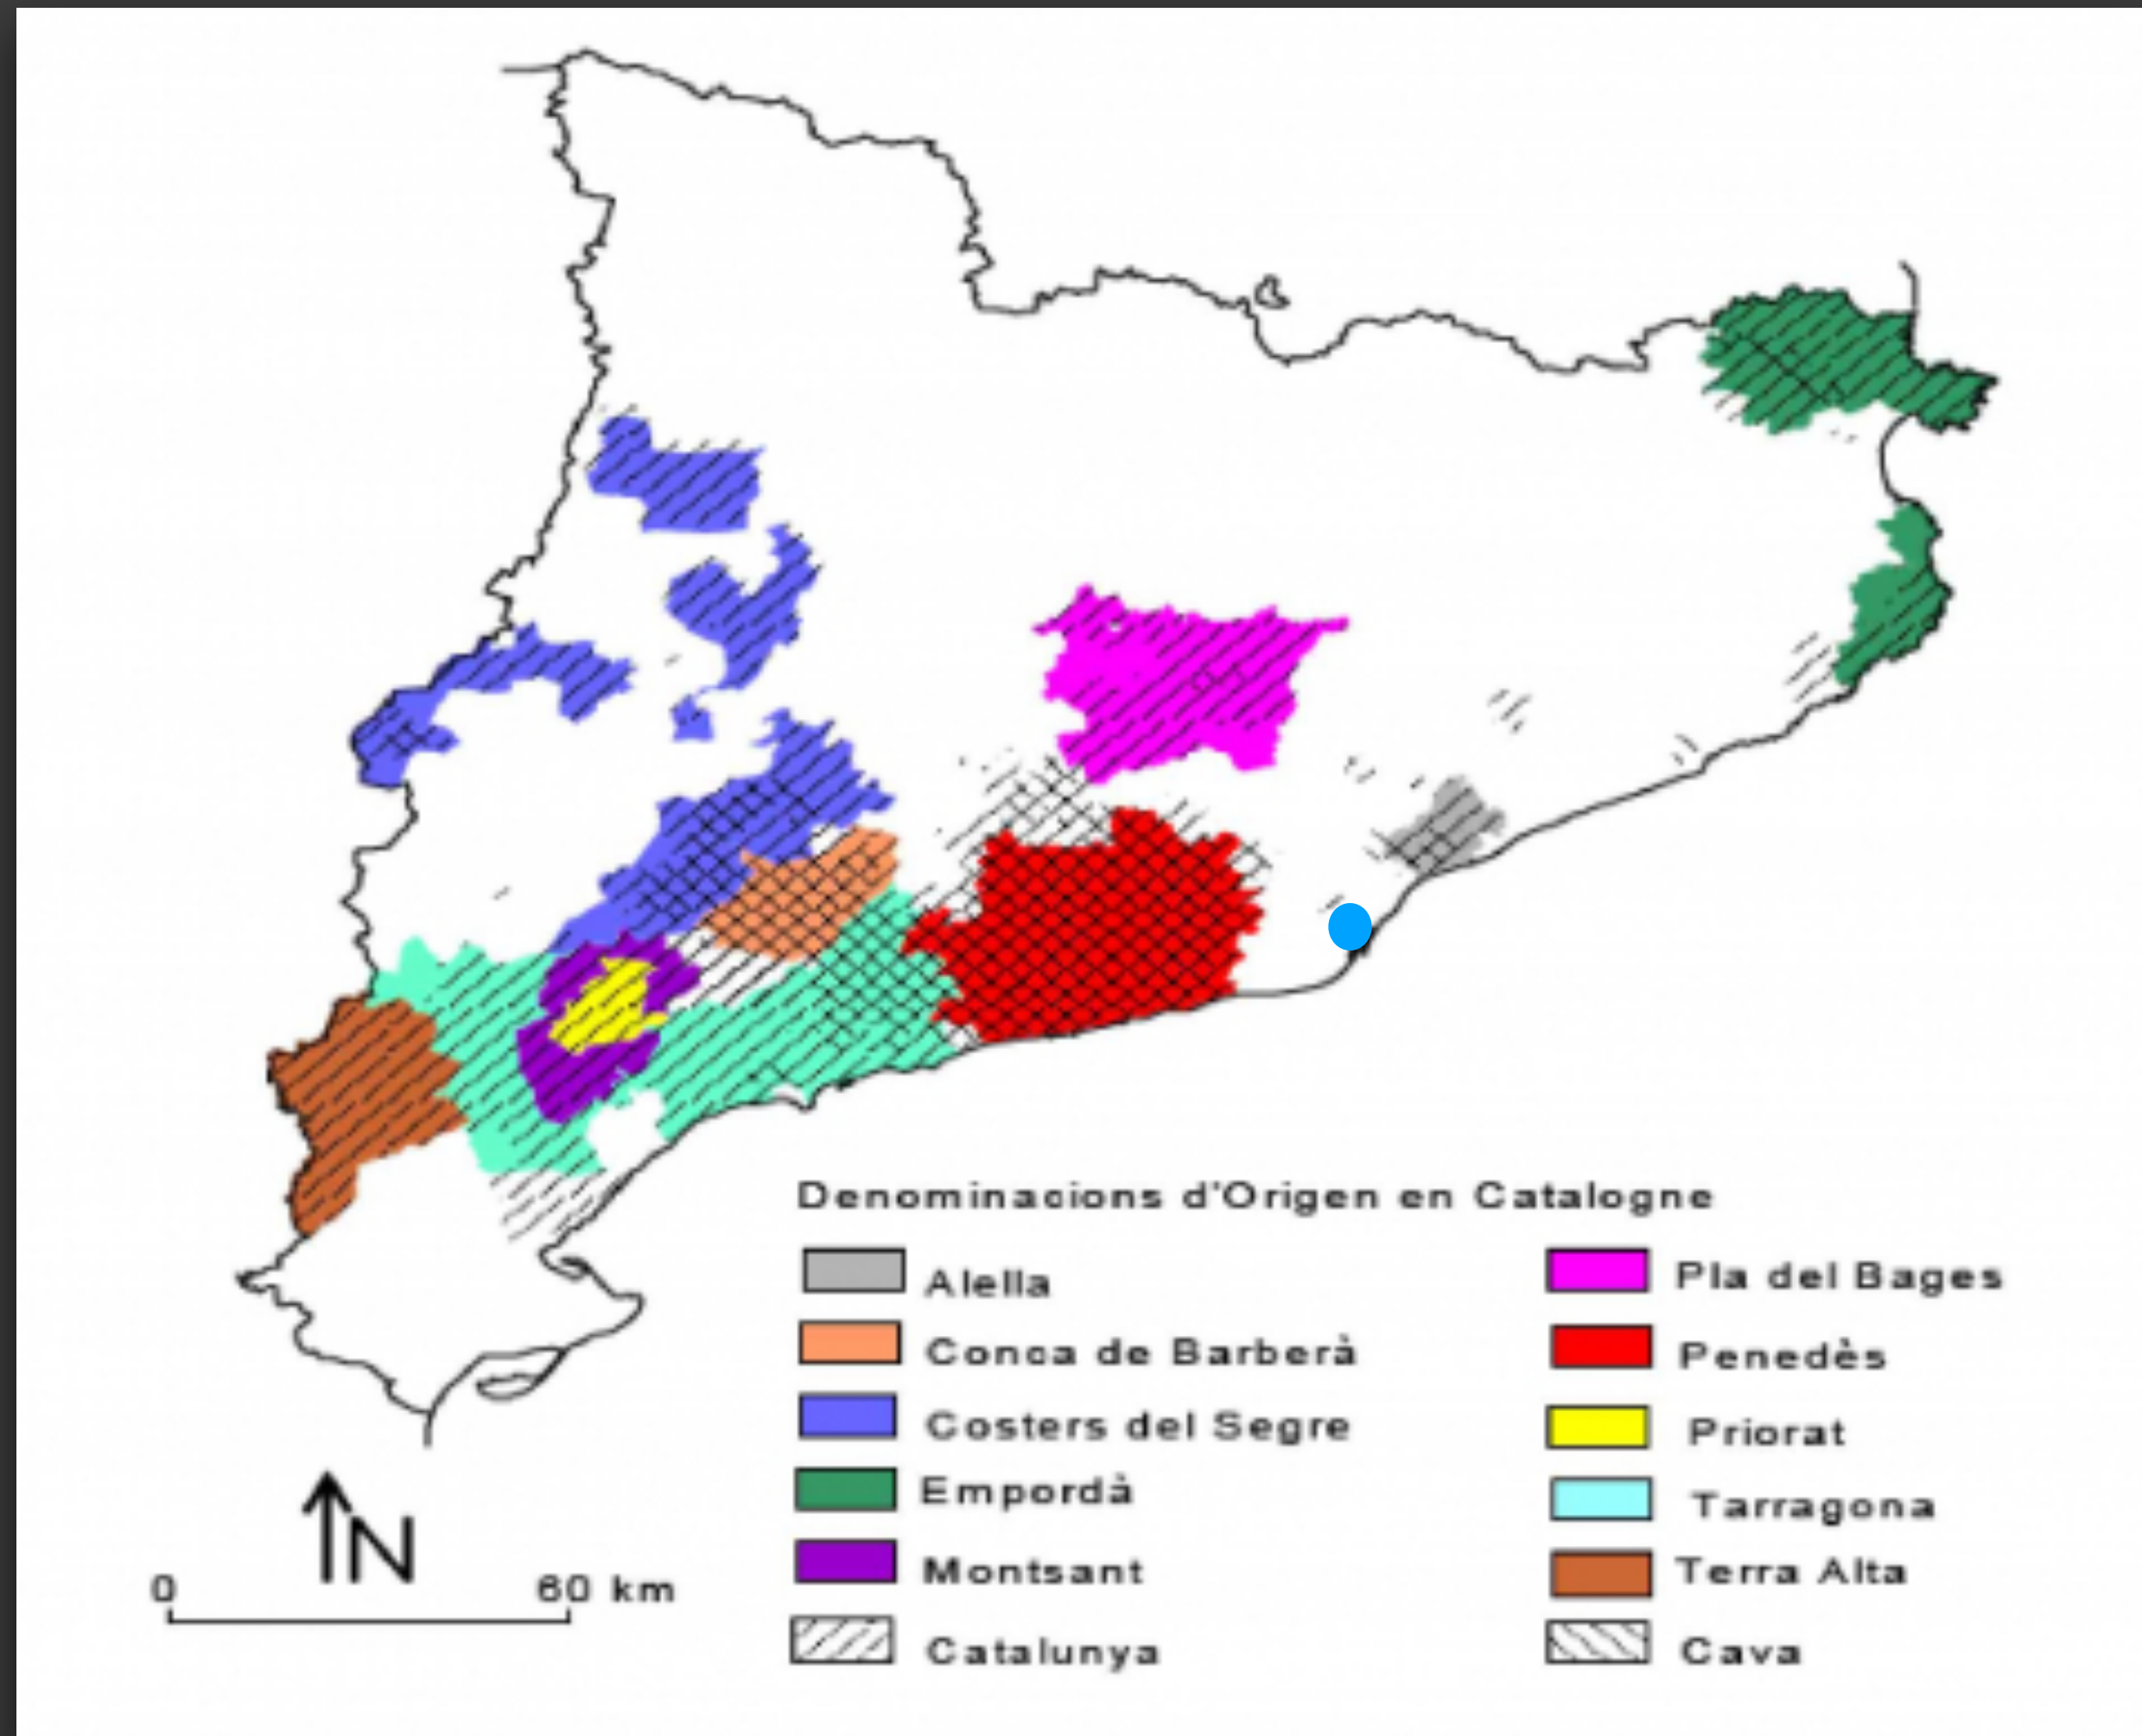 Denominacions d'Origen en Catalogne
Alella
Conca de Barberà
Costers del Segre
Empordà
Montsant
Catalunya
Pla del Bages
Penedès
Priorat
Tarragona
Terra Alta
Cava
N
0 60 km